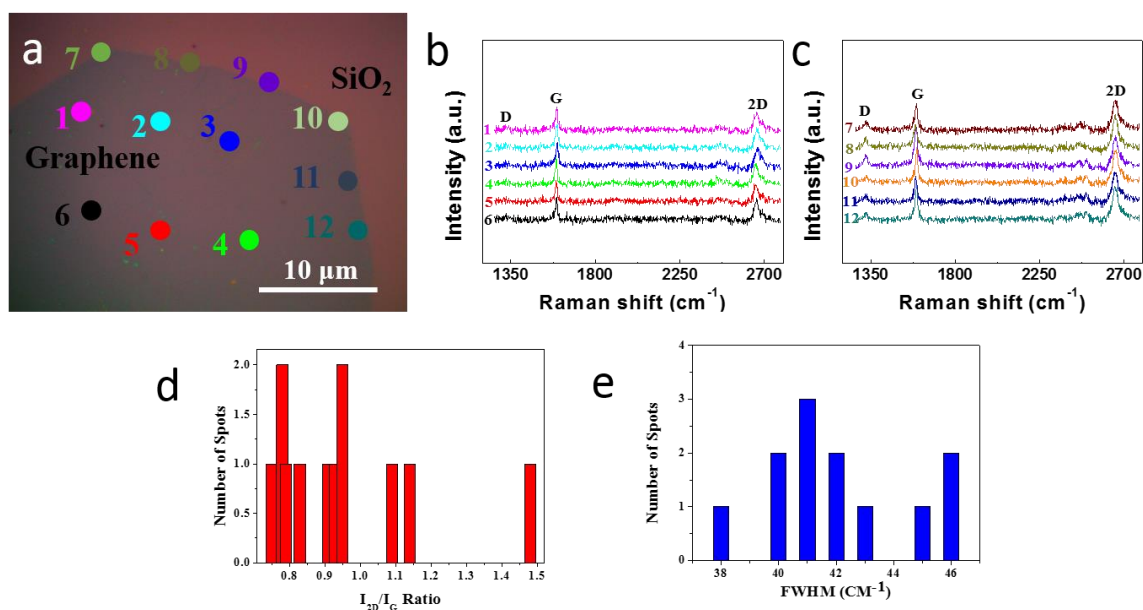 a
7
8
9
SiO₂
1
2
3
10
Graphene
11
6
5
4
12
10 μm
b
Intensity (a.u.)
D
G
2D
1
2
3
4
5
6
1350 1800 2250 2700
Raman shift (cm⁻¹)
c
Intensity (a.u.)
D
G
2D
7
8
9
10
11
12
1350 1800 2250 2700
Raman shift (cm⁻¹)
d
Number of Spots
2.0
1.5
1.0
0.5
0.0
0.8 0.9 1.0 1.1 1.2 1.3 1.4 1.5
I₂D/I_G Ratio
e
Number of Spots
4
3
2
1
0
38 40 42 44 46
FWHM (CM⁻¹)